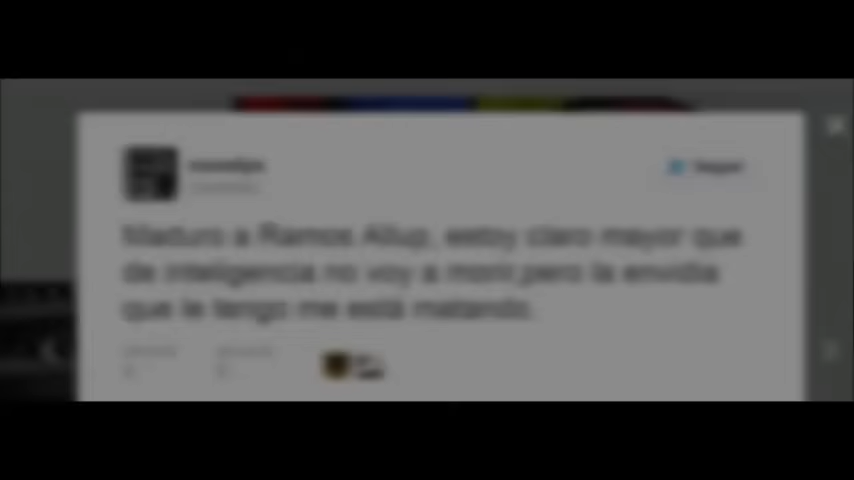 Seguir
Maduro a Ramos Allup, estoy claro mayor que
de inteligencia no voy a morir,pero la envidia
que le tengo me está matando.